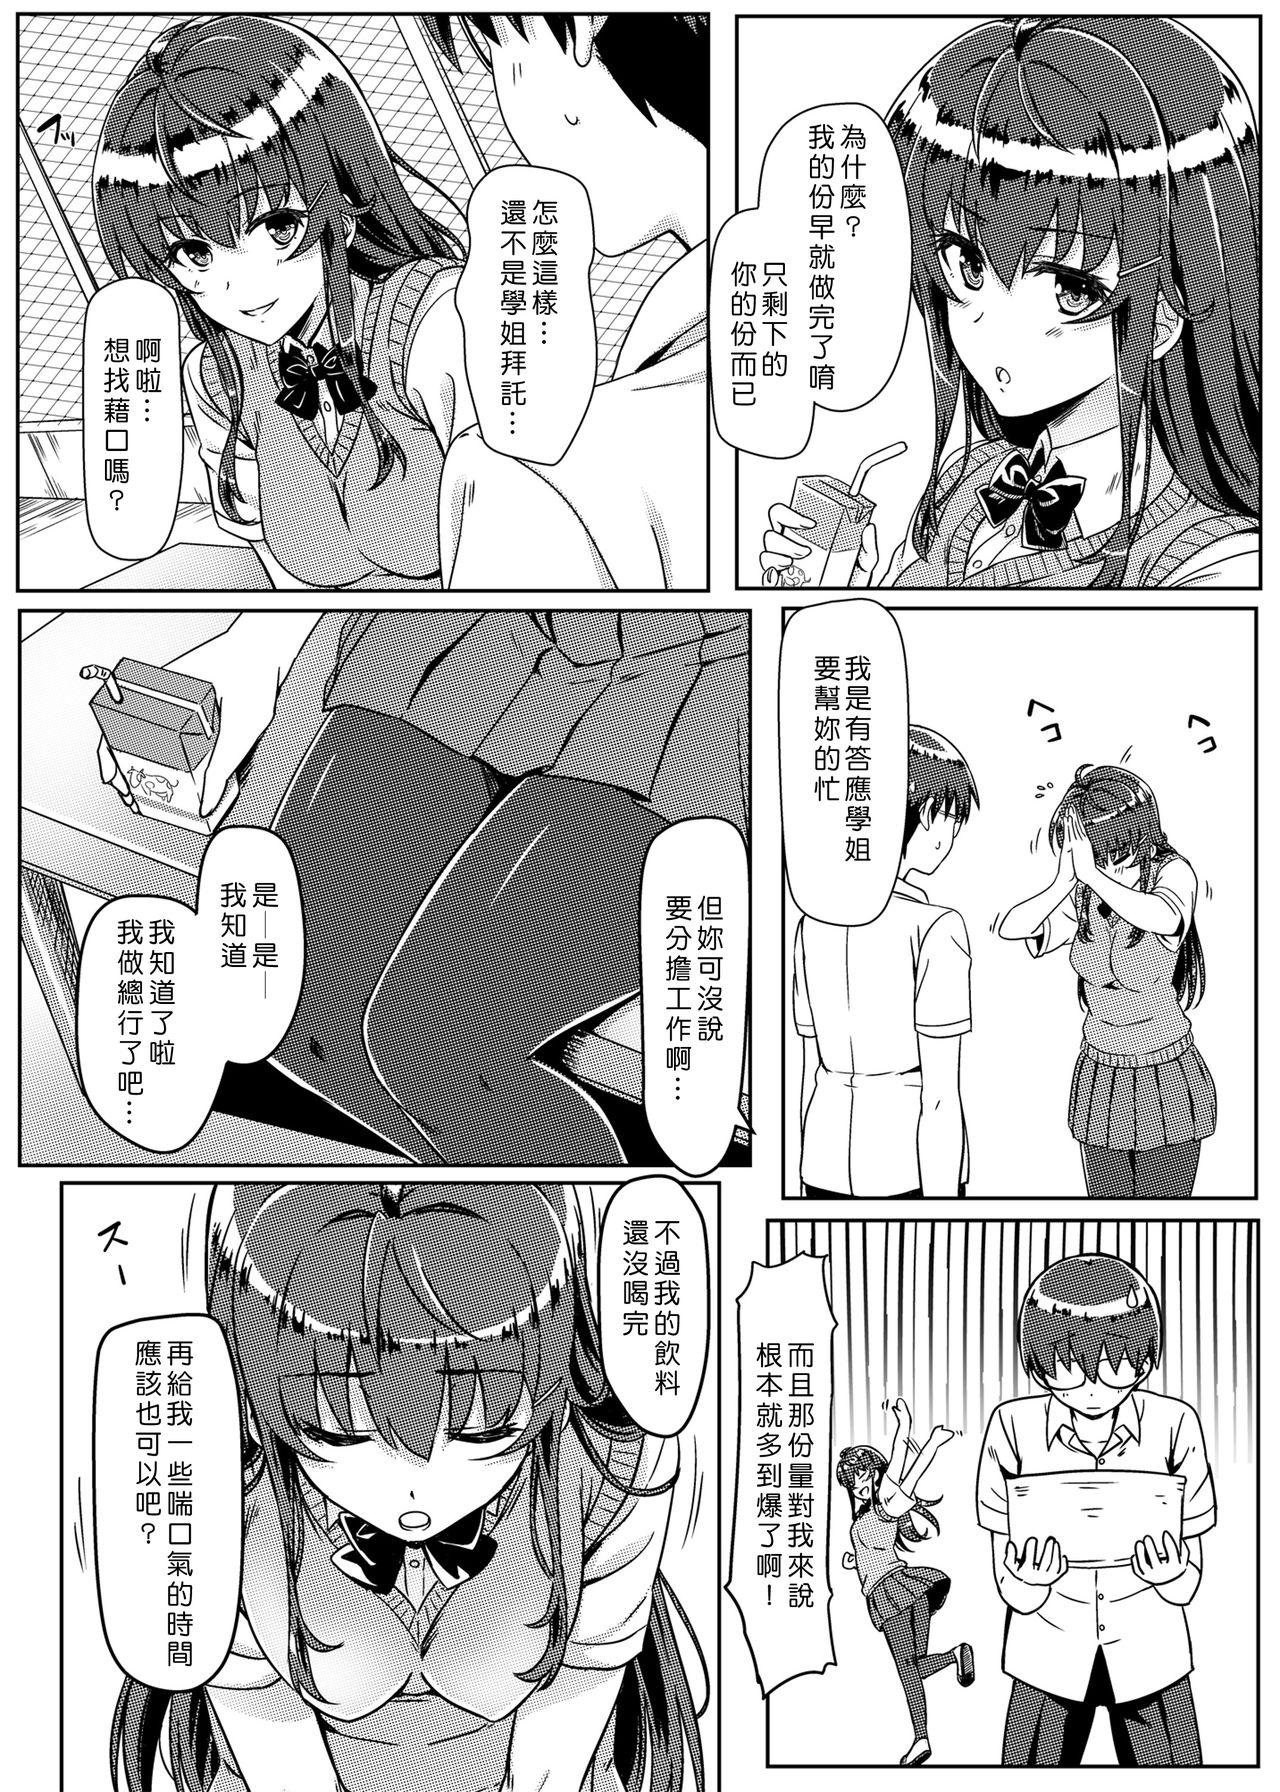 為什麼？
我的份早就做完了唷
只剩下的
你的份而已
怎麼這樣…
還不是學姐拜託…
啊啦…
想找藉口嗎？
我是有答應學姐
要幫妳的忙
ペコ
ペコ
但妳可沒說
要分擔工作啊…
是─是─
我知道
我知道了啦
我做總行了吧…
而且那份量對我來說
根本就多到爆了啊！
不過我的飲料
還沒喝完
再給我一些喘口氣的時間
應該也可以吧？
スー